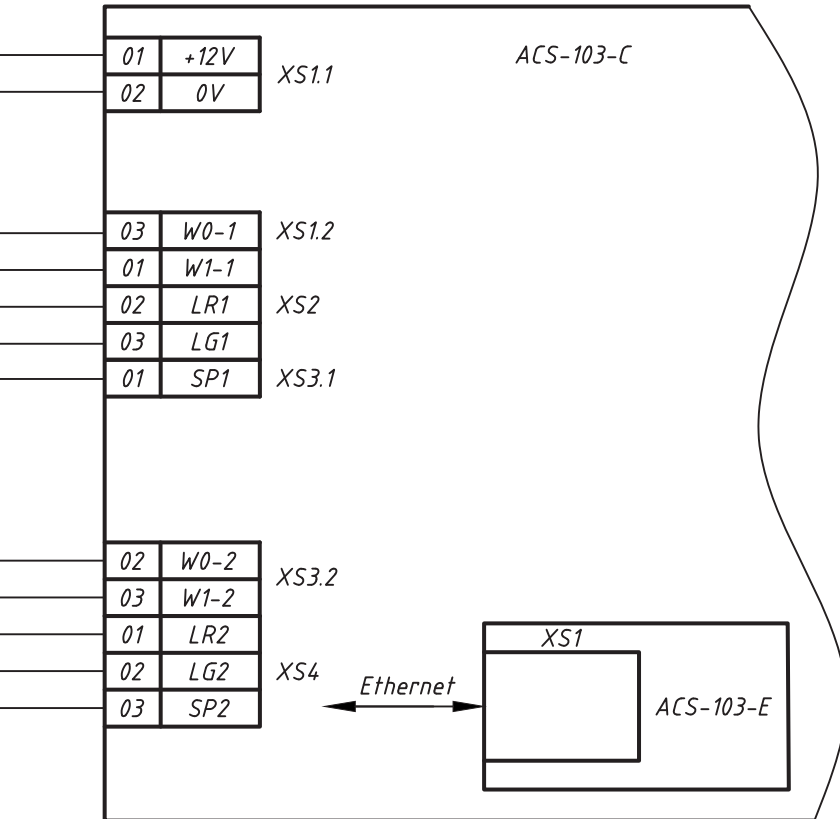 ACS-103-C
01 +12V XS1.1
02 0V
03 W0-1 XS1.2
01 W1-1
02 LR1 XS2
03 LG1
01 SP1 XS3.1
02 W0-2 XS3.2
03 W1-2
01 LR2
02 LG2 XS4
03 SP2
Ethernet
XS1
ACS-103-E